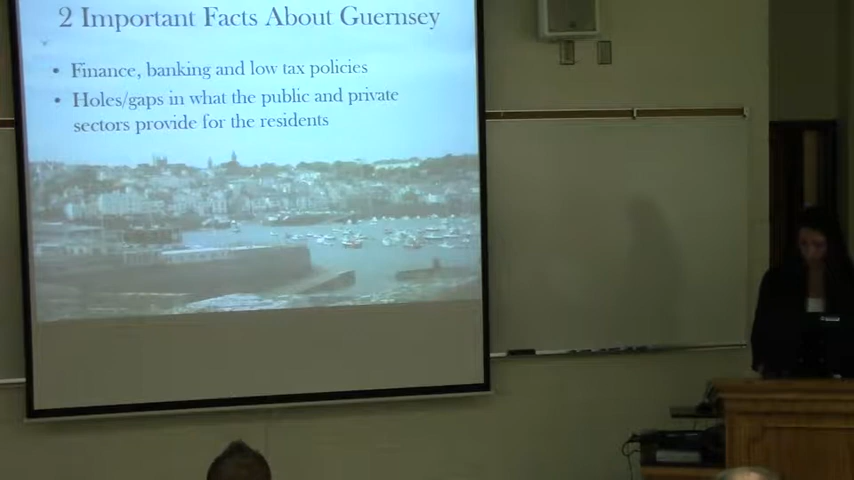 2 Important Facts About Guernsey
• Finance, banking and low tax policies
• Holes/gaps in what the public and private
sectors provide for the residents